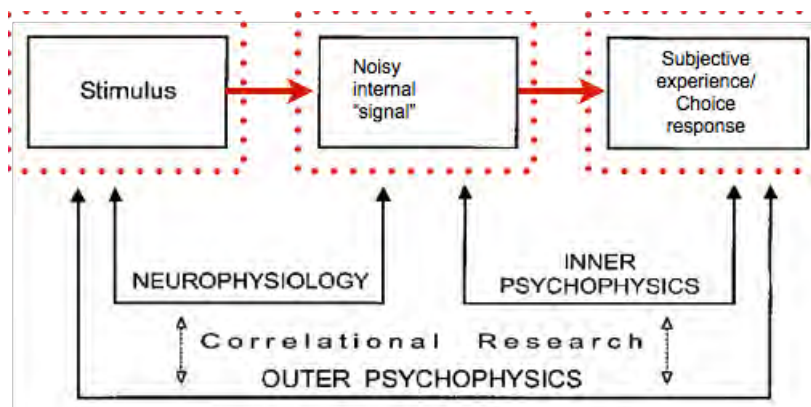 Stimulus
Noisy
internal
"signal"
Subjective
experience/
Choice
response
NEUROPHYSIOLOGY
INNER
PSYCHOPHYSICS
Correlational Research
OUTER PSYCHOPHYSICS